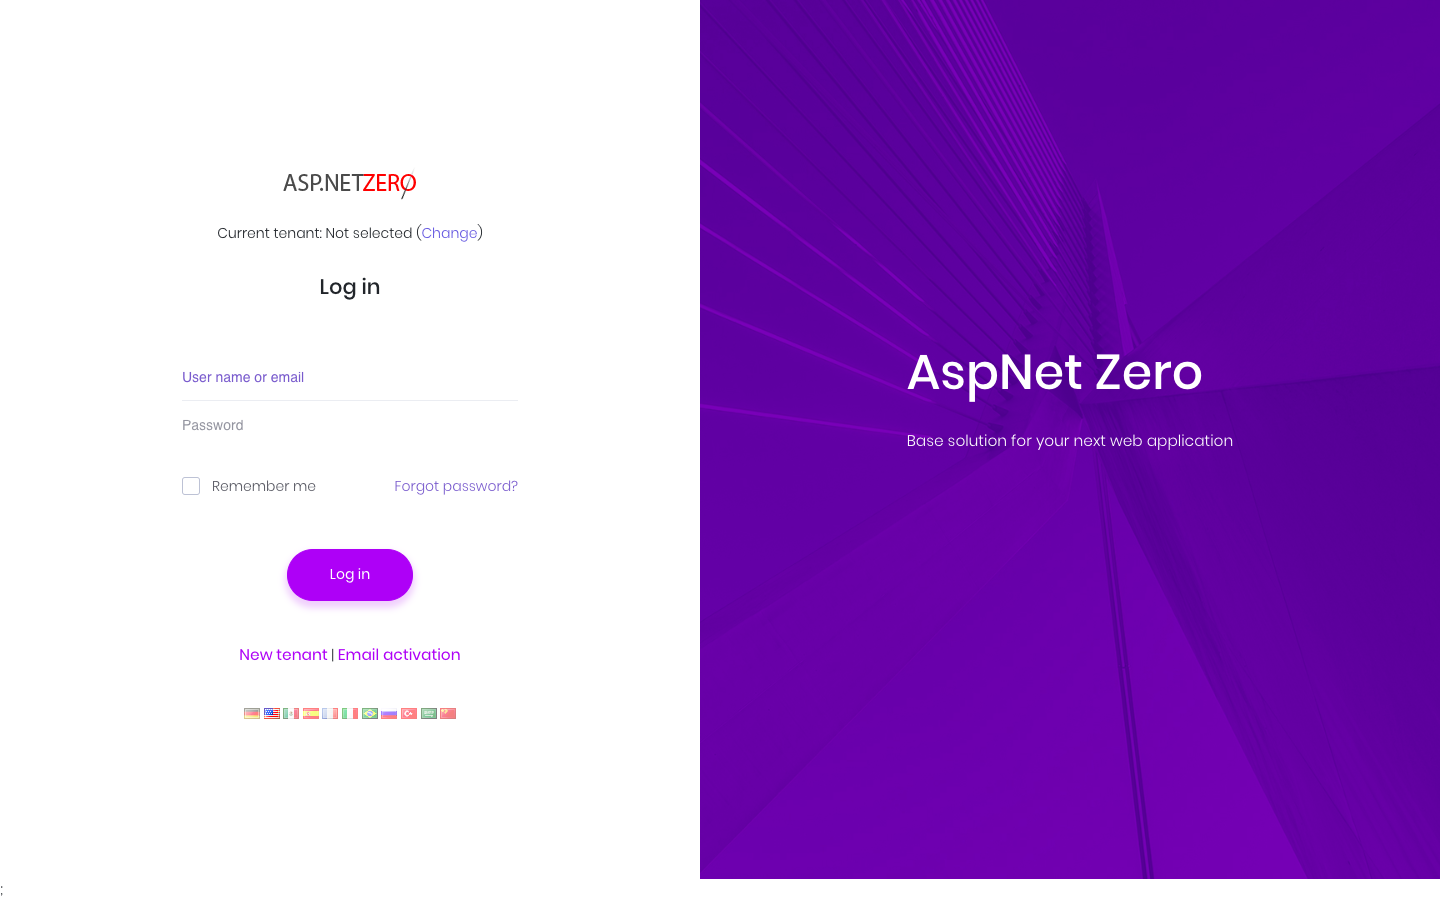 ASP.NETZERO
Current tenant: Not selected (Change)
Log in
User name or email
Password
Remember me
Forgot password?
Log in
New tenant | Email activation
AspNet Zero
Base solution for your next web application
;